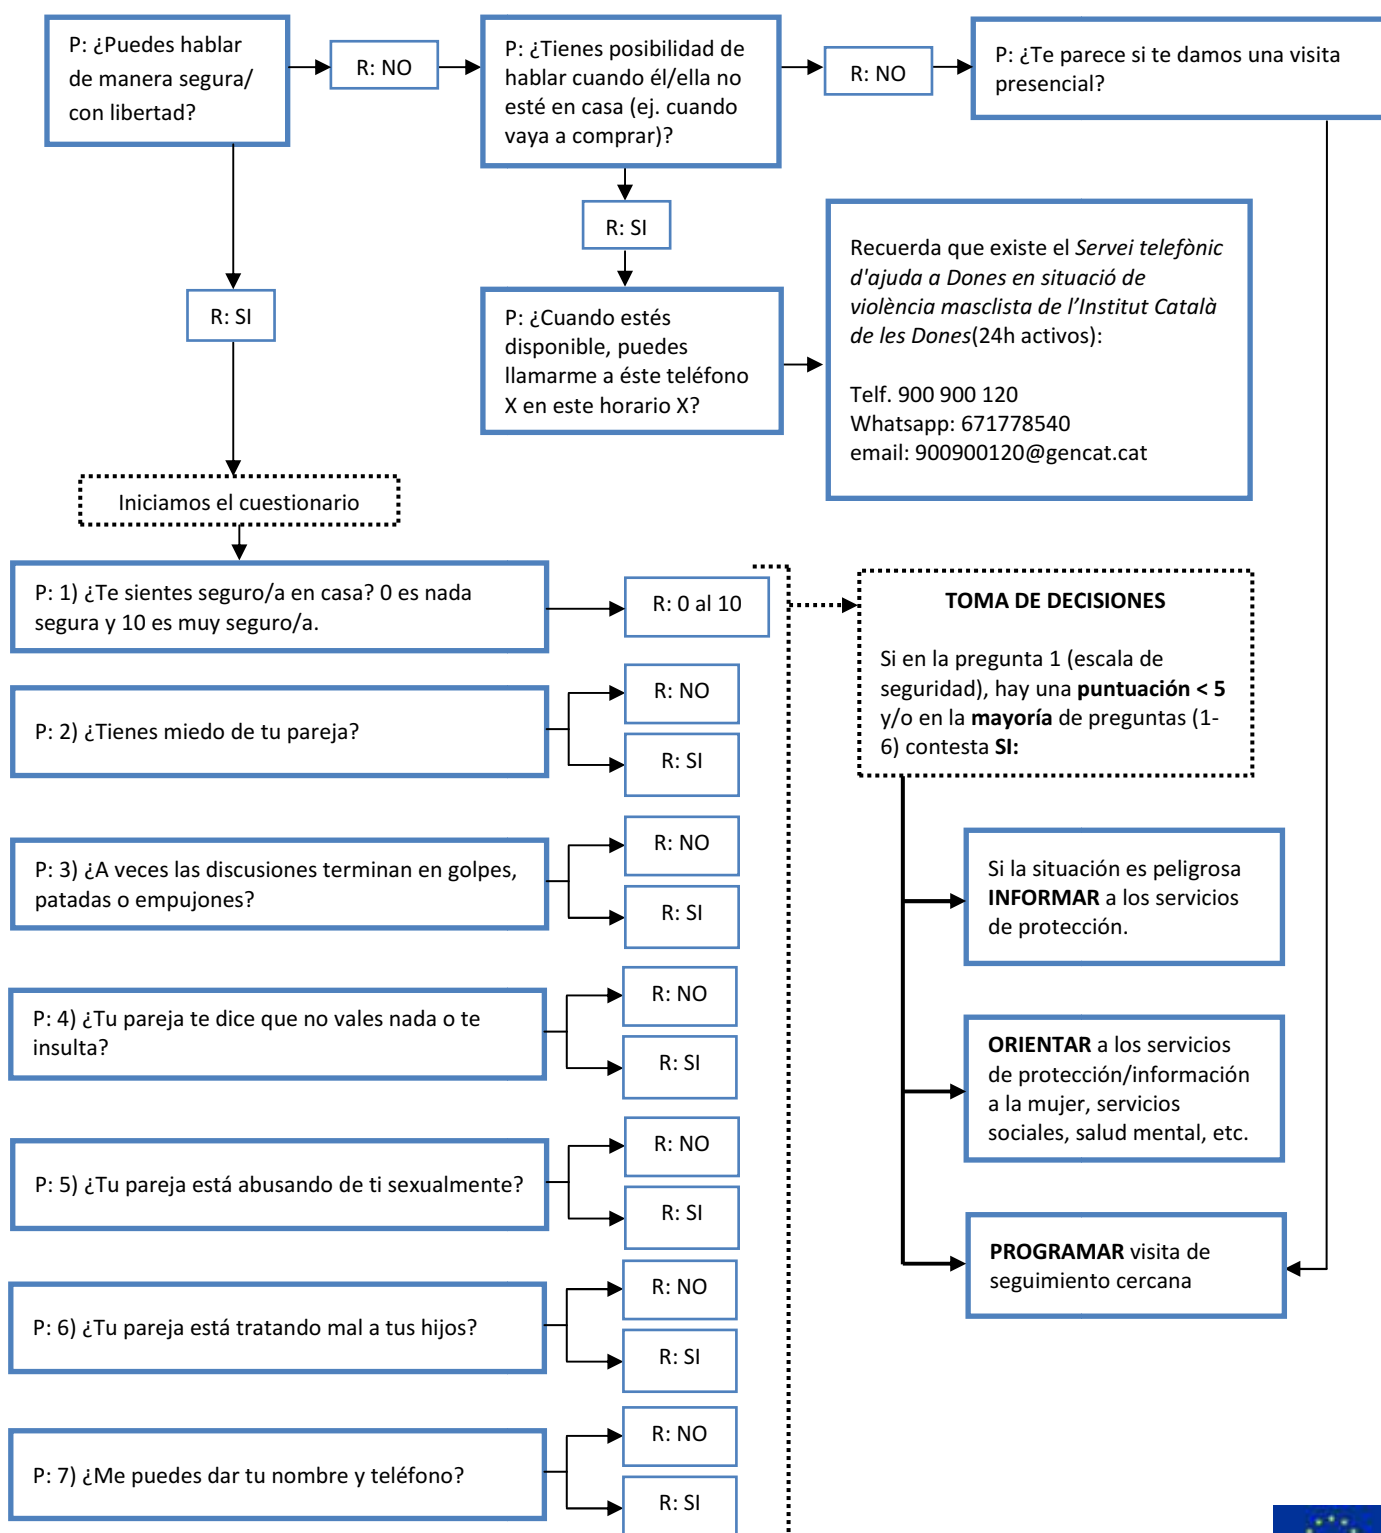 P: ¿Puedes hablar
de manera segura/
con libertad?
R: NO
P: ¿Tienes posibilidad de
hablar cuando él/ella no
esté en casa (ej. cuando
vaya a comprar)?
R: NO
P: ¿Te parece si te damos una visita
presencial?
R: SI
R: SI
P: ¿Cuando estés
disponible, puedes
llamarme a éste teléfono
X en este horario X?
Recuerda que existe el Servei telefònic
d'ajuda a Dones en situació de
violència masclista de l’Institut Català
de les Dones(24h activos):
Telf. 900 900 120
Whatsapp: 671778540
email: 900900120@gencat.cat
Iniciamos el cuestionario
P: 1) ¿Te sientes seguro/a en casa? 0 es nada
segura y 10 es muy seguro/a.
R: 0 al 10
P: 2) ¿Tienes miedo de tu pareja?
R: NO
R: SI
P: 3) ¿A veces las discusiones terminan en golpes,
patadas o empujones?
R: NO
R: SI
P: 4) ¿Tu pareja te dice que no vales nada o te
insulta?
R: NO
R: SI
P: 5) ¿Tu pareja está abusando de ti sexualmente?
R: NO
R: SI
P: 6) ¿Tu pareja está tratando mal a tus hijos?
R: NO
R: SI
P: 7) ¿Me puedes dar tu nombre y teléfono?
R: NO
R: SI
TOMA DE DECISIONES
Si en la pregunta 1 (escala de
seguridad), hay una puntuación < 5
y/o en la mayoría de preguntas (1-
6) contesta SI:
Si la situación es peligrosa
INFORMAR a los servicios
de protección.
ORIENTAR a los servicios
de protección/información
a la mujer, servicios
sociales, salud mental, etc.
PROGRAMAR visita de
seguimiento cercana